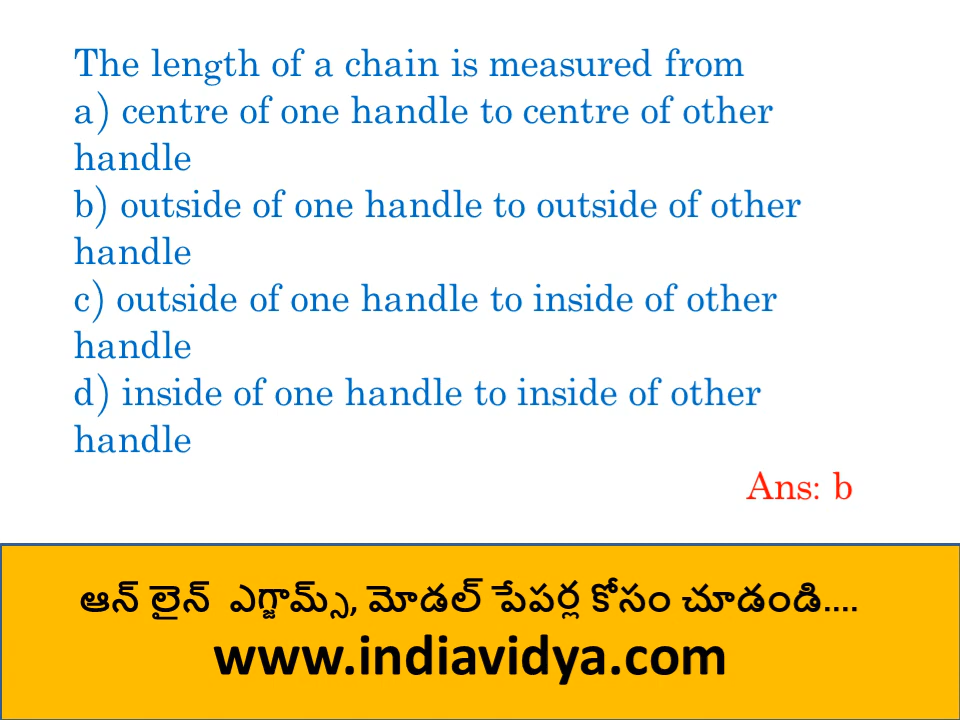 The length of a chain is measured from
a) centre of one handle to centre of other
handle
b) outside of one handle to outside of other
handle
c) outside of one handle to inside of other
handle
d) inside of one handle to inside of other
handle
Ans: b
ఆన్ లైన్ ఎగ్జామ్స్, మోడల్ పేపర్ల కోసం చూడండి....
www.indiavidya.com